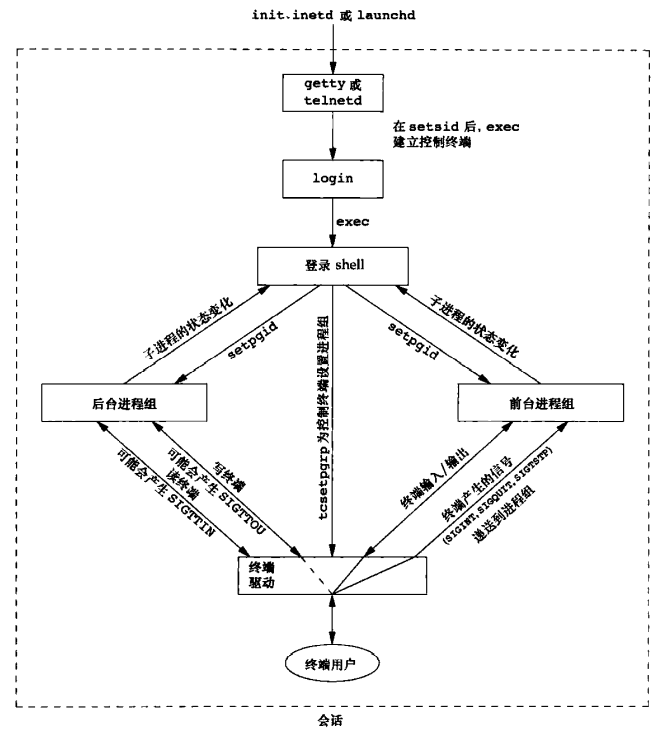 init、inetd 或 launchd
getty 或
telnetd
在 setsid 后, exec
建立控制终端
login
exec
登录 shell
子进程的状态变化
setpgid
tcsetpgrp 为控制终端设置进程组
setpgid
子进程的状态变化
后台进程组
前台进程组
读终端
可能会产生 SIGTTIN
写终端
可能会产生 SIGTTOU
终端输入/输出
终端产生的信号
(SIGINT,SIGQUIT,SIGTSTP)
递送到进程组
终端
驱动
终端用户
会话